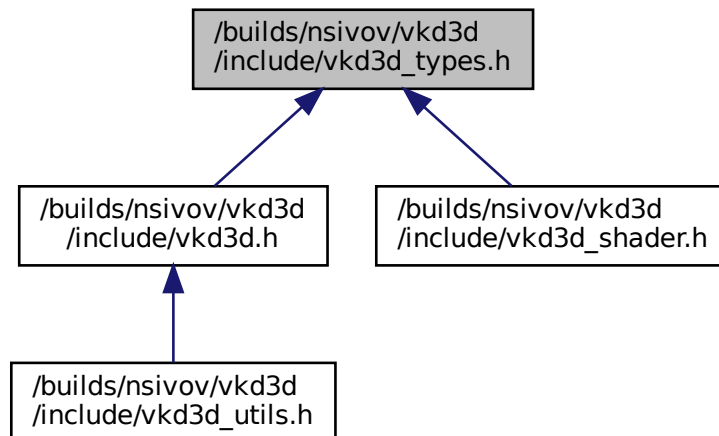 /builds/nsivov/vkd3d
/include/vkd3d_types.h
/builds/nsivov/vkd3d
/include/vkd3d.h
/builds/nsivov/vkd3d
/include/vkd3d_shader.h
/builds/nsivov/vkd3d
/include/vkd3d_utils.h